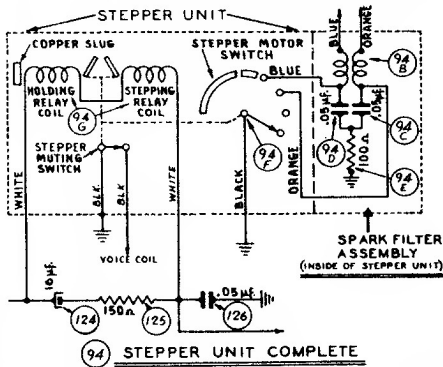 STEPPER UNIT
COPPER SLUG
STEPPER MOTOR
SWITCH
BLUE
BLUE
ORANGE
94
B
HOLDING
RELAY
COIL
STEPPING
RELAY
COIL
94
G
.05µf.
.05µf.
94
C
94
D
100Ω
94
E
STEPPER
MUTING
SWITCH
94
F
WHITE
BLK
BLK
WHITE
BLACK
ORANGE
VOICE COIL
SPARK FILTER
ASSEMBLY
(INSIDE OF STEPPER UNIT)
10µf.
150Ω
.05µf.
124
125
126
94 STEPPER UNIT COMPLETE